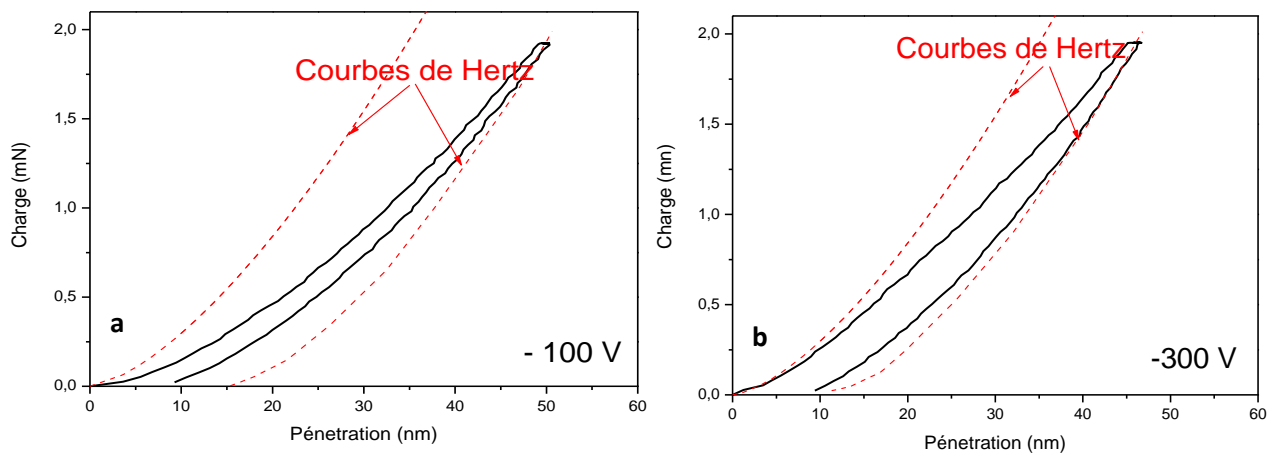 2,0
1,5
1,0
0,5
0,0
Charge (mN)
Courbes de Hertz
a
- 100 V
0 10 20 30 40 50 60
Pénetration (nm)
2,0
1,5
1,0
0,5
0,0
Charge (mn)
Courbes de Hertz
b
-300 V
0 10 20 30 40 50 60
Pénetration (nm)